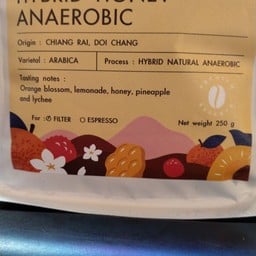 HYBRID HONEY
ANAEROBIC
Origin : CHIANG RAI, DOI CHANG
Varietal : ARABICA
Process : HYBRID NATURAL ANAEROBIC
Tasting notes :
Orange blossom, lemonade, honey, pineapple
and lychee
For : FILTER ESPRESSO
Net weight 250 g